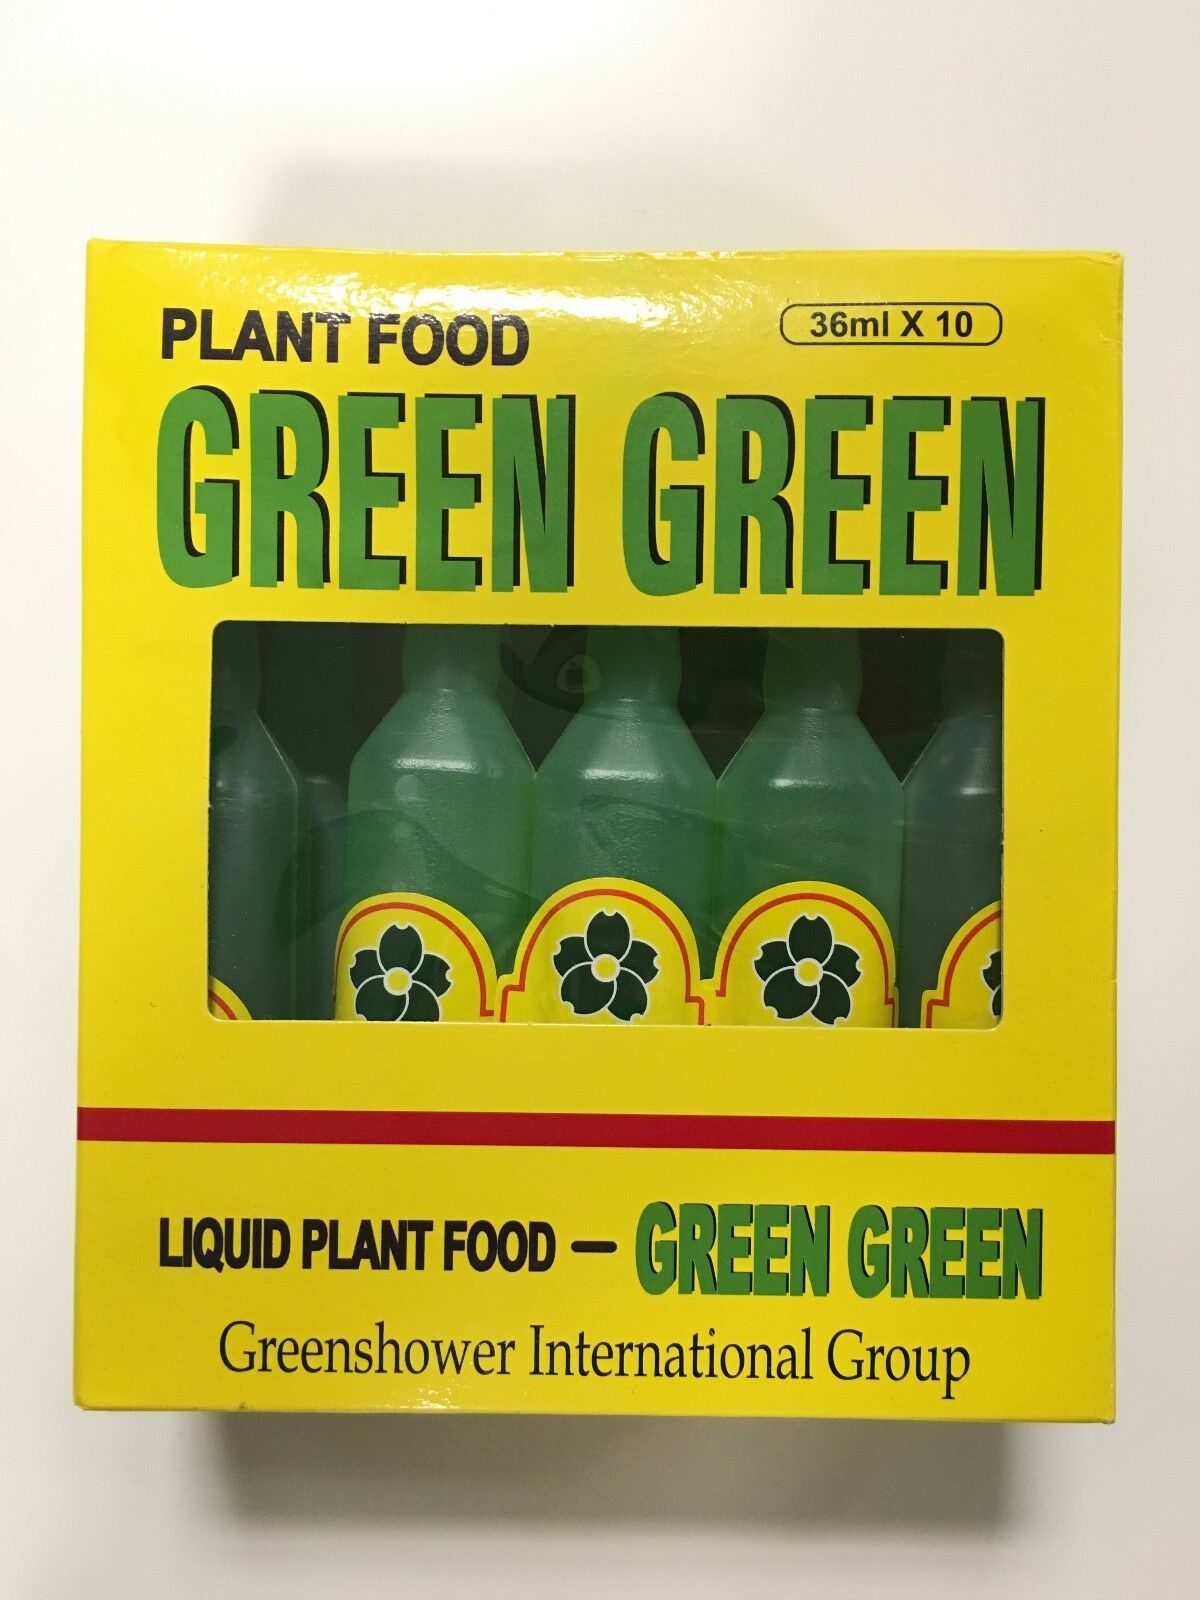 PLANT FOOD
36ml X 10
GREEN GREEN
LIQUID PLANT FOOD – GREEN GREEN
Greenshower International Group